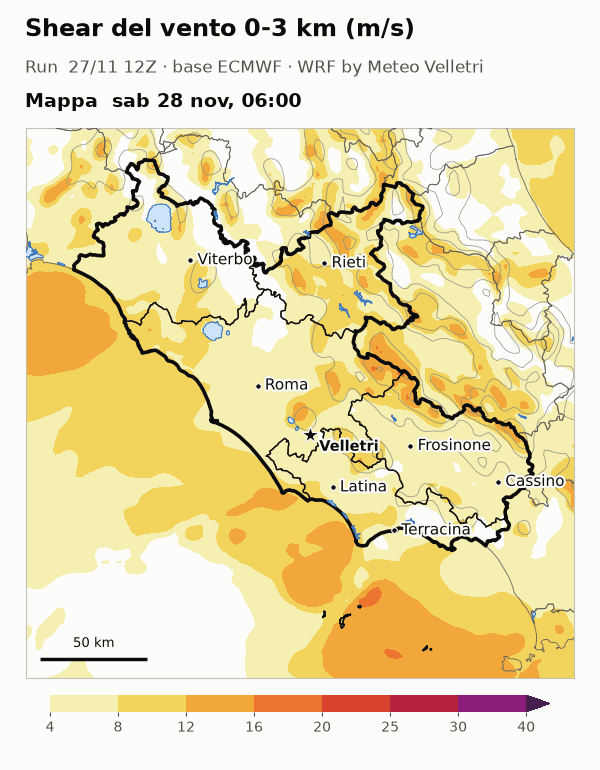 Shear del vento 0-3 km (m/s)
Run  27/11 12Z · base ECMWF · WRF by Meteo Velletri
Mappa  sab 28 nov, 06:00
Viterbo
Rieti
Roma
Velletri
Frosinone
Latina
Cassino
Terracina
50 km
4 8 12 16 20 25 30 40